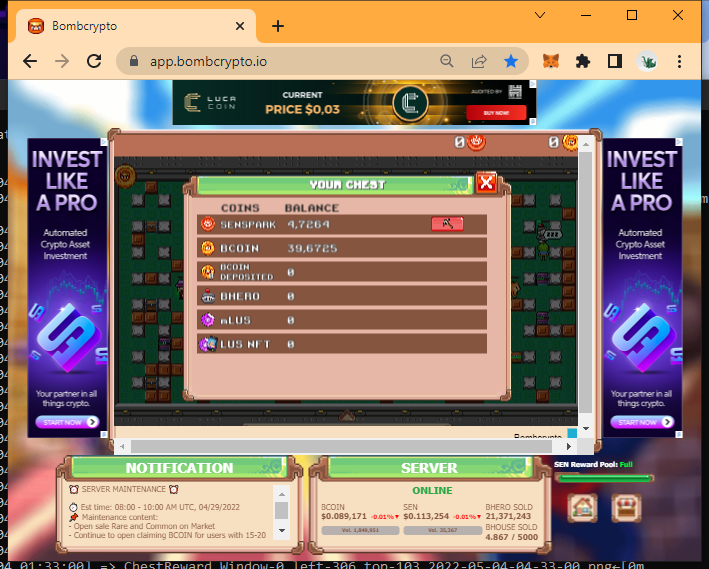 Bombcrypto
app.bombcrypto.io
LUCA
COIN
CURRENT
PRICE $0,03
AUDITED BY
BUY NOW!
INVEST
LIKE
A PRO
Automated
Crypto Asset
Investment
Your partner in all
things crypto.
START NOW
0 0
YOUR CHEST
COINS BALANCE
SENSPARK 4,7264
BCOIN 39,6725
BCOIN
DEPOSITED 0
BHERO 0
mLUS 0
LUS NFT 0
Bombcrypto
INVEST
LIKE
A PRO
Automated
Crypto Asset
Investment
Your partner in all
things crypto.
START NOW
NOTIFICATION
SERVER MAINTENANCE
Est time: 08:00 - 10:00 AM UTC, 04/29/2022
Maintenance content:
- Open sale Rare and Common on Market
- Continue to open claiming BCOIN for users with 15-20
SERVER
ONLINE
BCOIN SEN BHERO SOLD
$0.089,171 -0.01%▼ $0.113,254 -0.01%▼ 21,371,243
BHOUSE SOLD
4.867 / 5000
SEN Reward Pool: Full
04 01:33:00] => ChestReward Window-0 left-306 top-103 2022-05-04-04-33-00.png←[0m